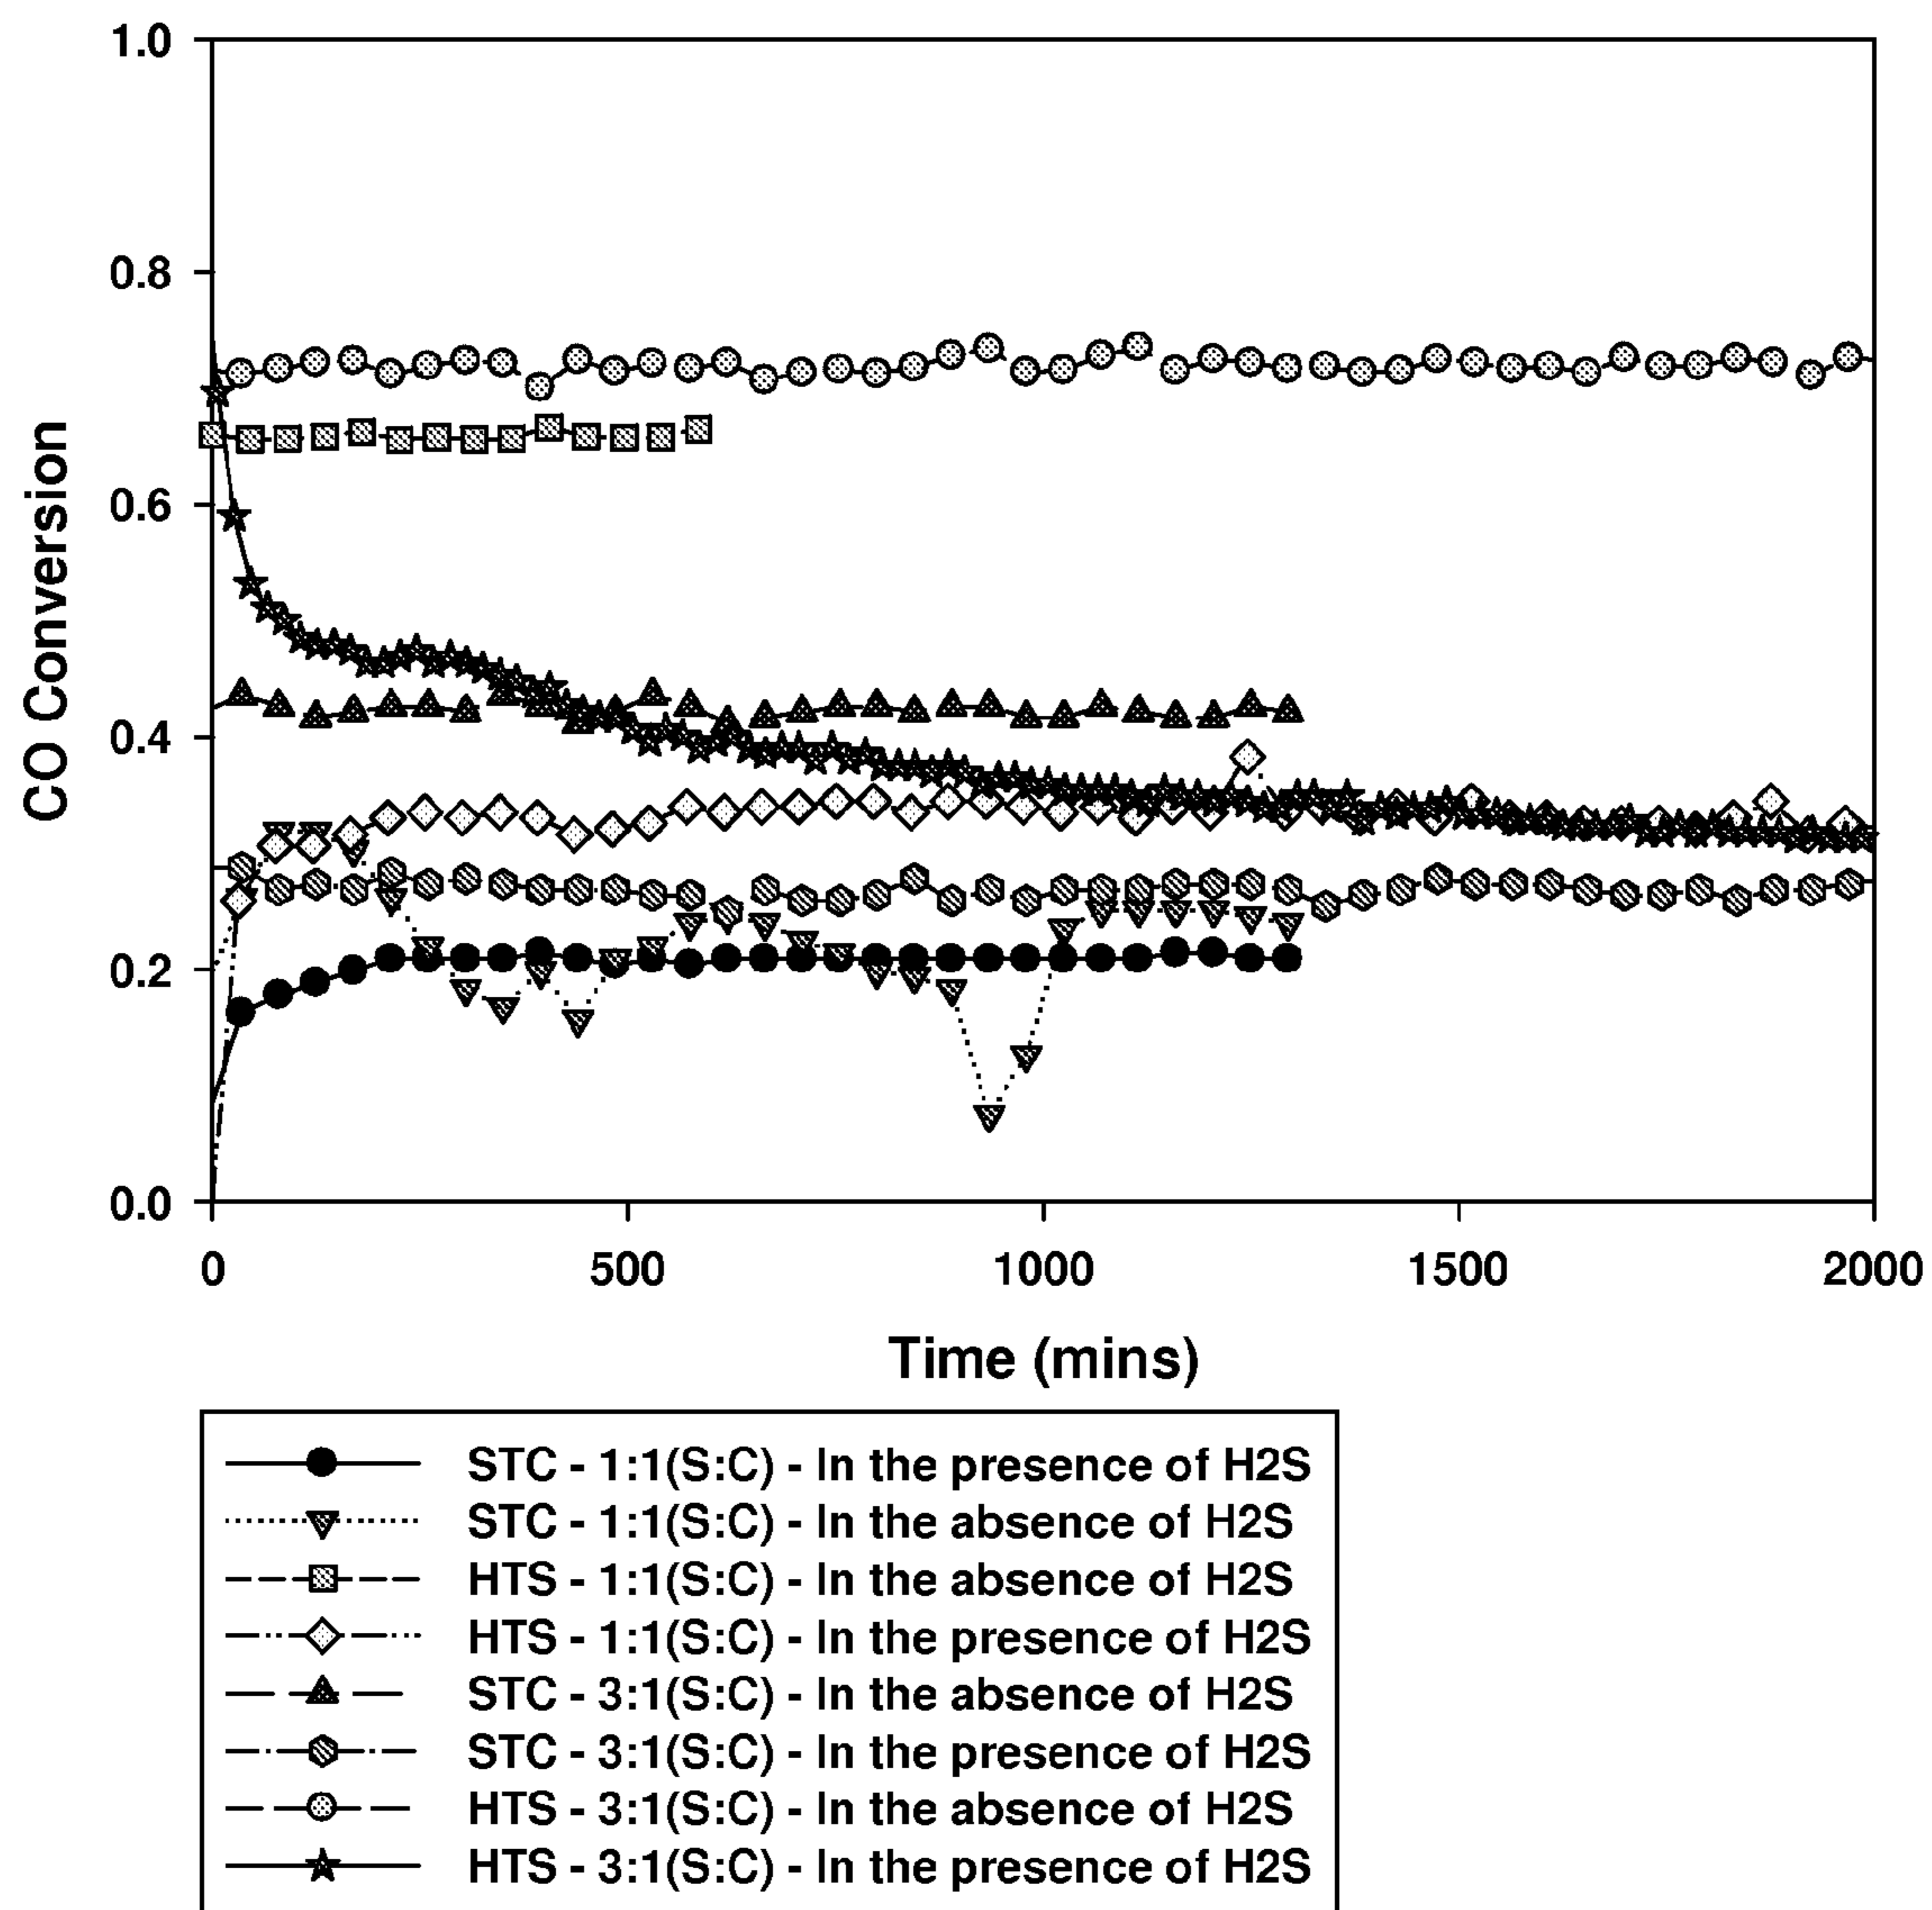 1.0
0.8
0.6
0.4
0.2
0.0
CO Conversion
0 500 1000 1500 2000
Time (mins)
STC - 1:1(S:C) - In the presence of H2S
STC - 1:1(S:C) - In the absence of H2S
HTS - 1:1(S:C) - In the absence of H2S
HTS - 1:1(S:C) - In the presence of H2S
STC - 3:1(S:C) - In the absence of H2S
STC - 3:1(S:C) - In the presence of H2S
HTS - 3:1(S:C) - In the absence of H2S
HTS - 3:1(S:C) - In the presence of H2S